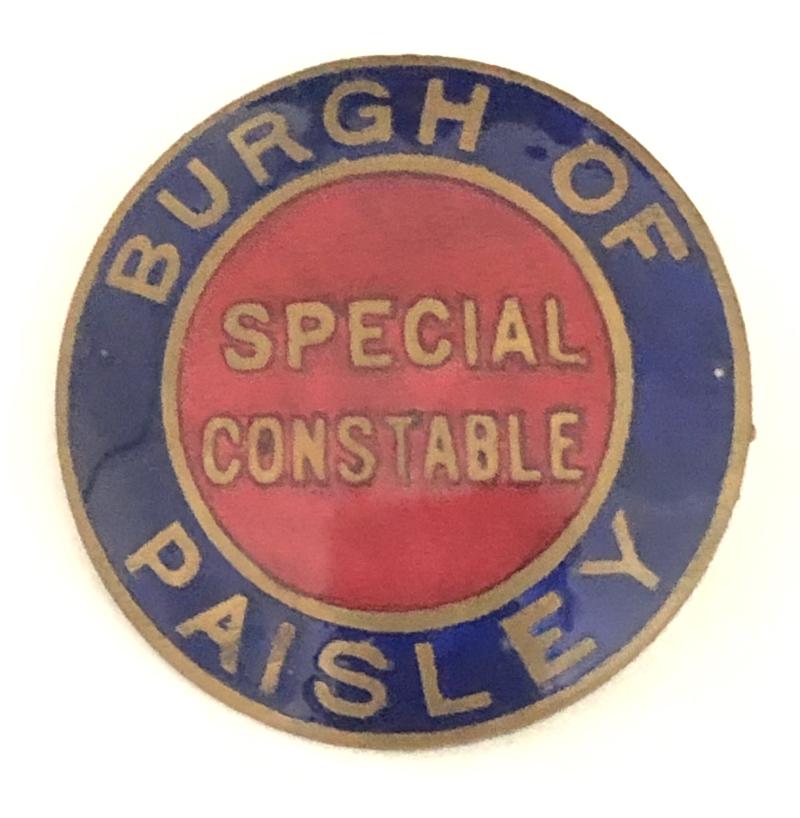 BURGH OF
SPECIAL
CONSTABLE
PAISLEY